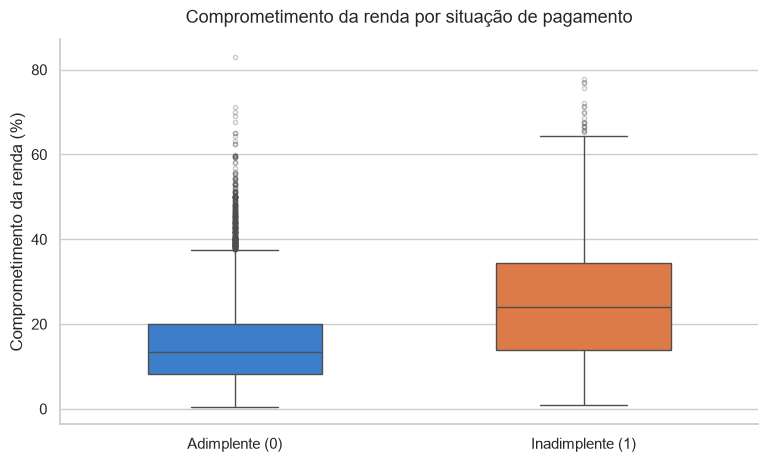 Comprometimento da renda por situação de pagamento
Comprometimento da renda (%)
80
60
40
20
0
Adimplente (0)
Inadimplente (1)